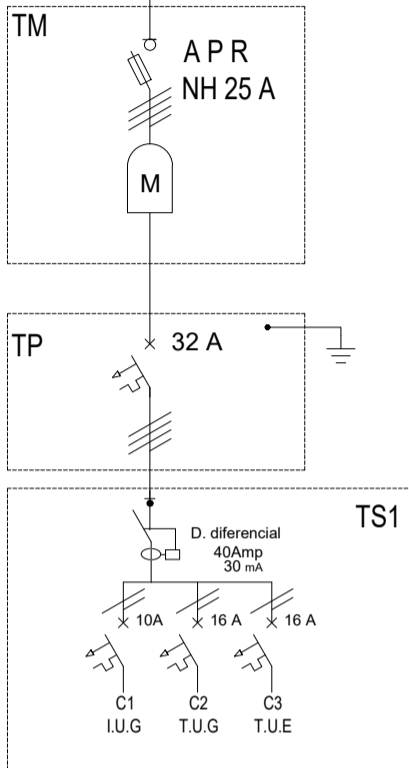 TM
A P R
NH 25 A
M
TP
32 A
TS1
D. diferencial
40Amp
30 mA
10A 16 A 16 A
C1 C2 C3
I.U.G T.U.G T.U.E